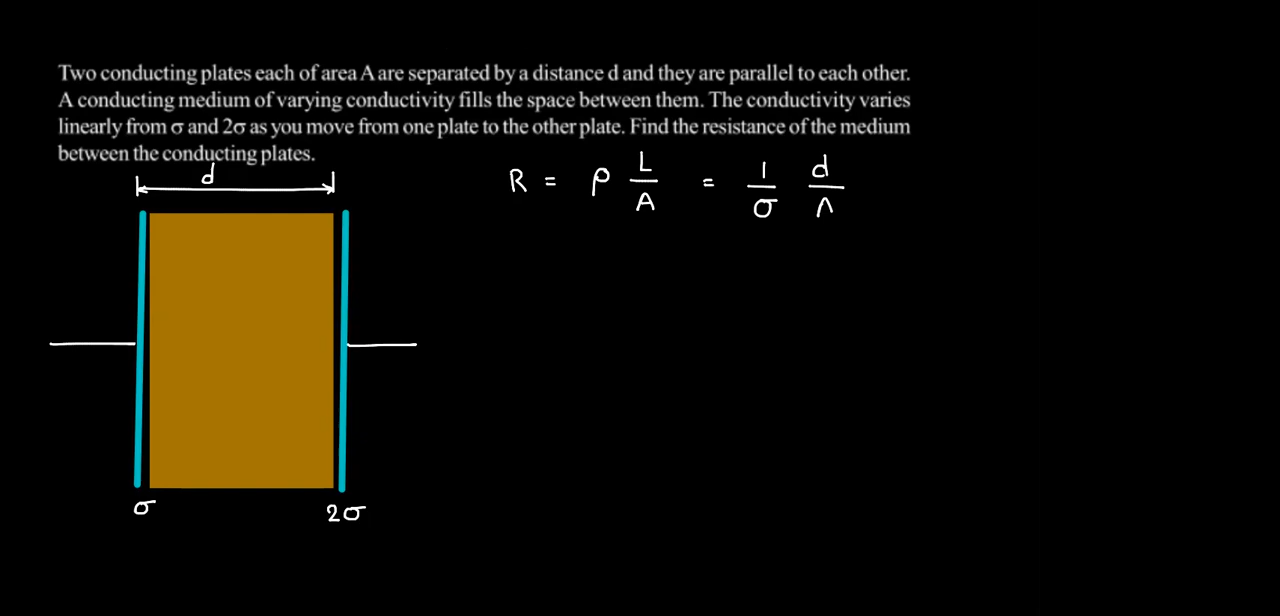 Two conducting plates each of area A are separated by a distance d and they are parallel to each other.
A conducting medium of varying conductivity fills the space between them. The conductivity varies
linearly from σ and 2σ as you move from one plate to the other plate. Find the resistance of the medium
between the conducting plates.
d
R = ρ L/A = 1/σ d/A
σ
2σ